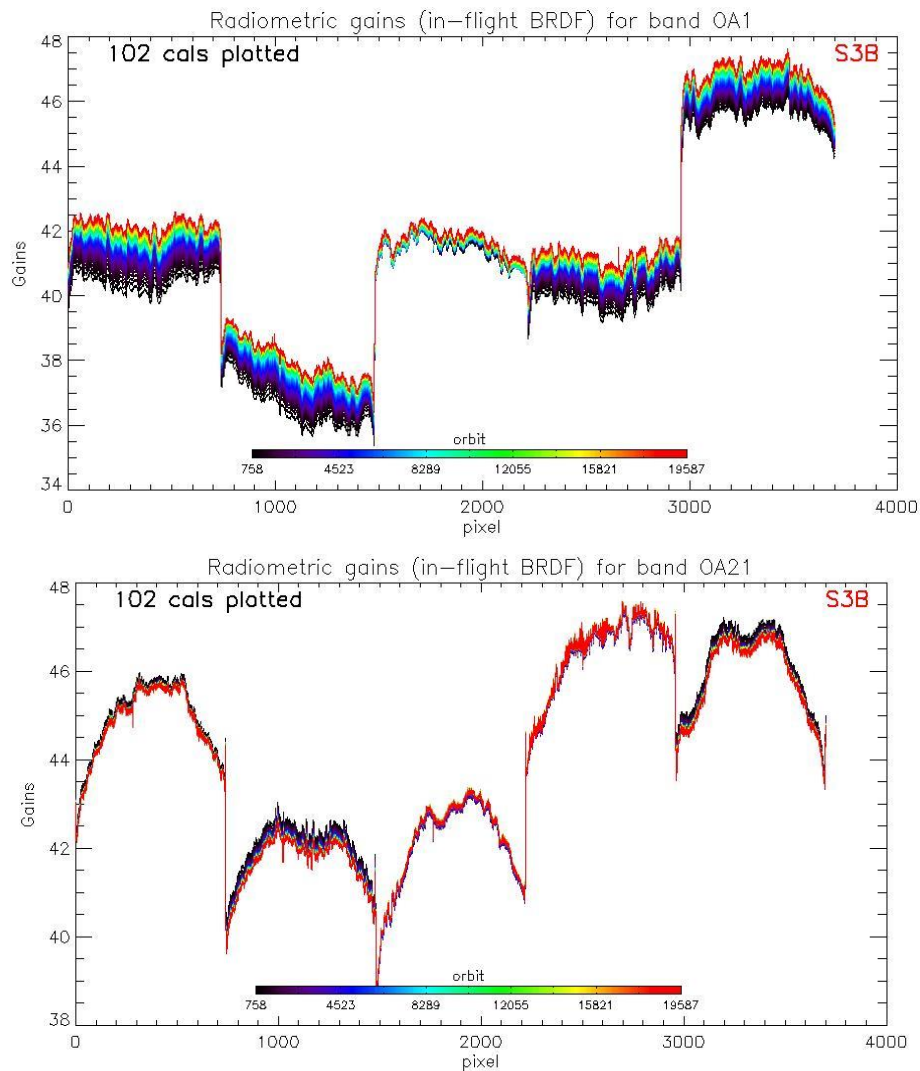 Radiometric gains (in-flight BRDF) for band OA1
102 cals plotted S3B
48
46
44
42
40
38
36
34
Gains
orbit
758 4523 8289 12055 15821 19587
0 1000 2000 3000 4000
pixel
Radiometric gains (in-flight BRDF) for band OA21
102 cals plotted S3B
48
46
44
42
40
38
Gains
orbit
758 4523 8289 12055 15821 19587
0 1000 2000 3000 4000
pixel